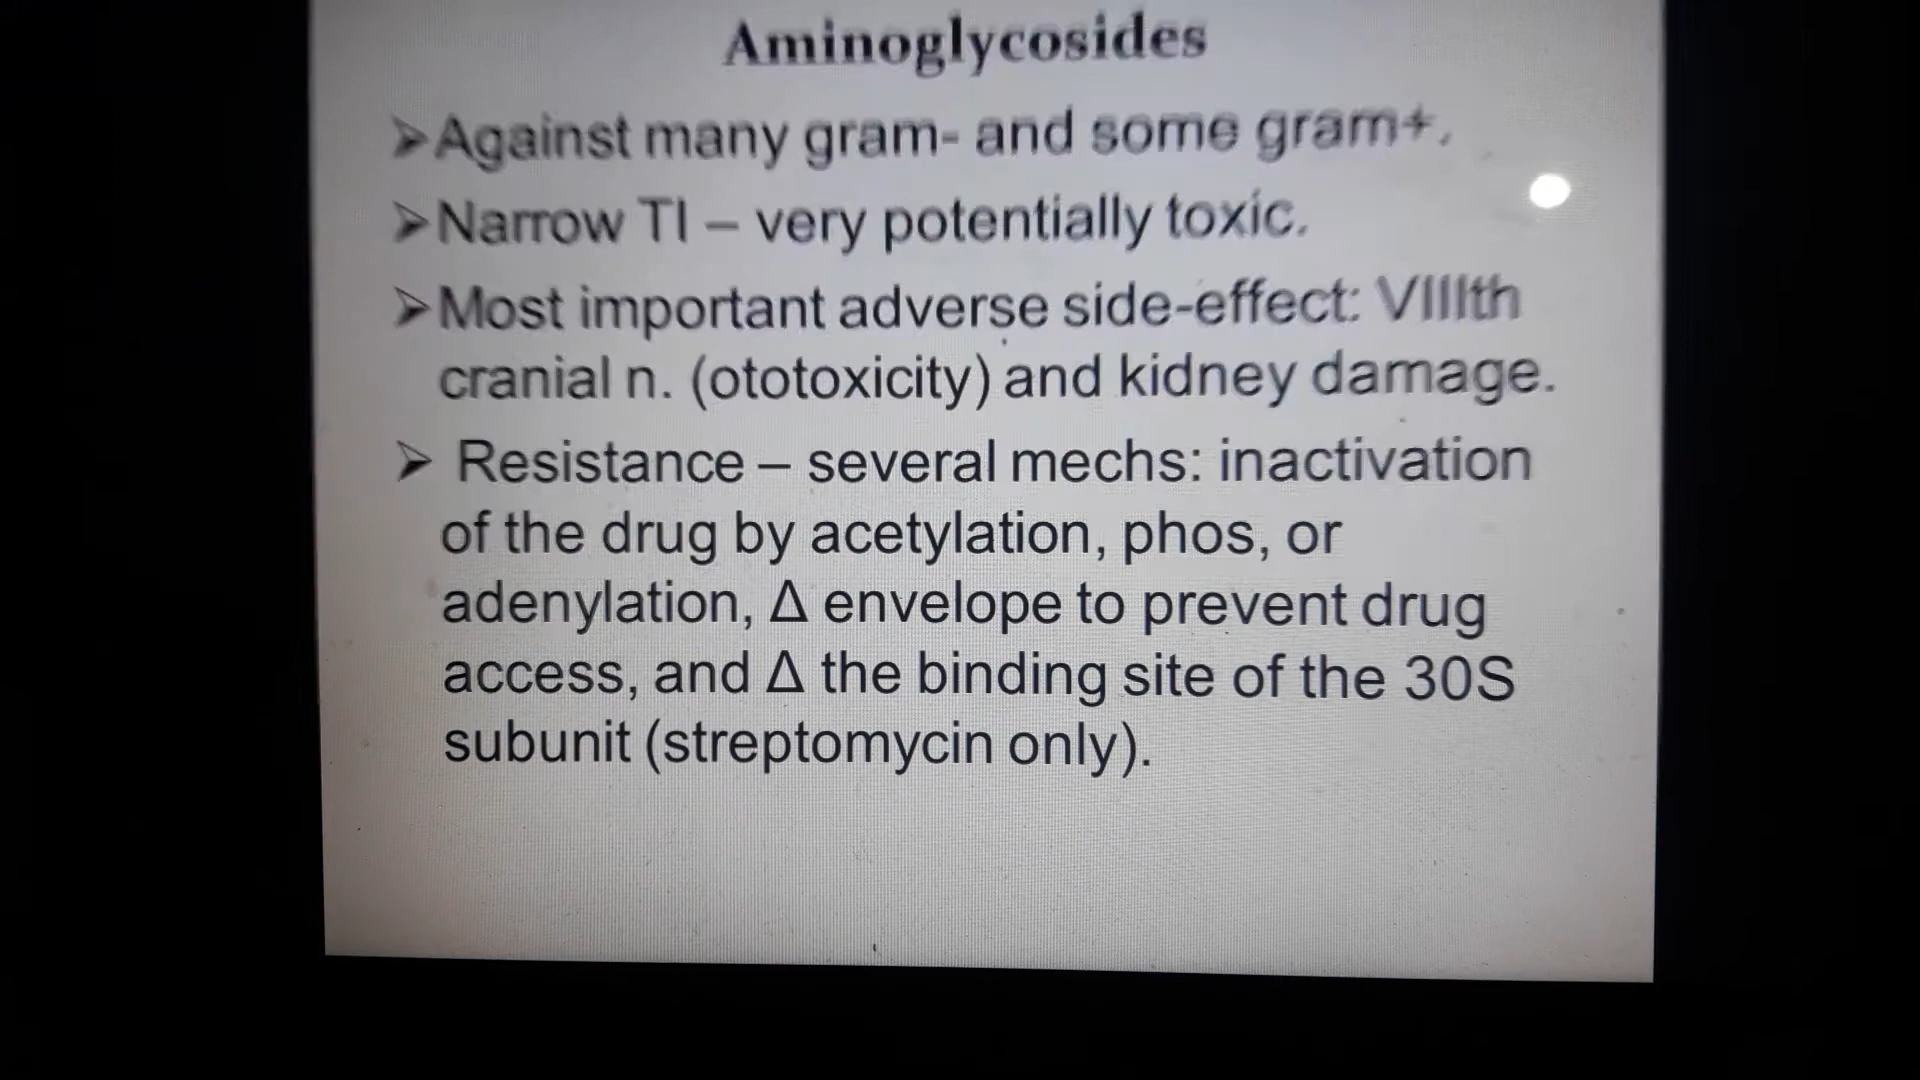 Aminoglycosides
➢Against many gram- and some gram+.
➢Narrow TI – very potentially toxic.
➢Most important adverse side-effect: VIIIth
cranial n. (ototoxicity) and kidney damage.
➢ Resistance – several mechs: inactivation
of the drug by acetylation, phos, or
adenylation, Δ envelope to prevent drug
access, and Δ the binding site of the 30S
subunit (streptomycin only).